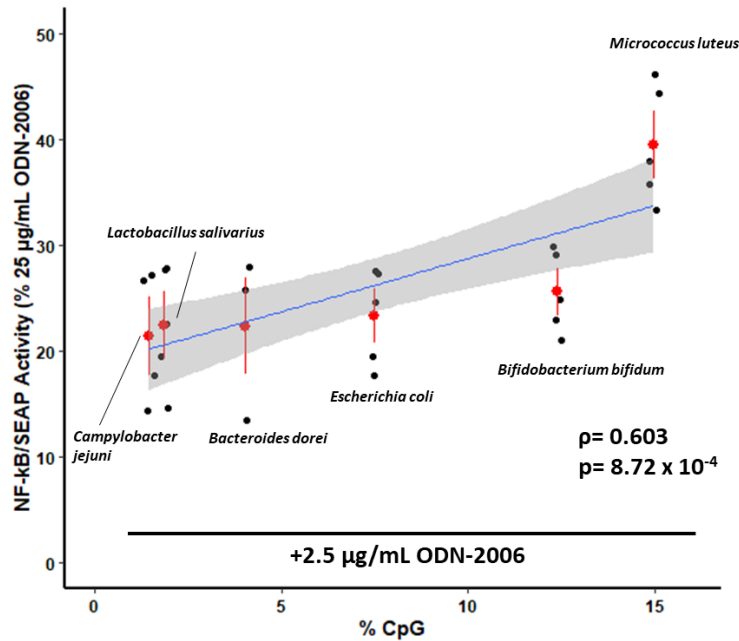 NF-kB/SEAP Activity (% 25 µg/mL ODN-2006)
50
40
30
20
10
0
Micrococcus luteus
Lactobacillus salivarius
Campylobacter
jejuni
Bacteroides dorei
Escherichia coli
Bifidobacterium bifidum
ρ= 0.603
p= 8.72 x 10⁻⁴
+2.5 µg/mL ODN-2006
0 5 10 15
% CpG